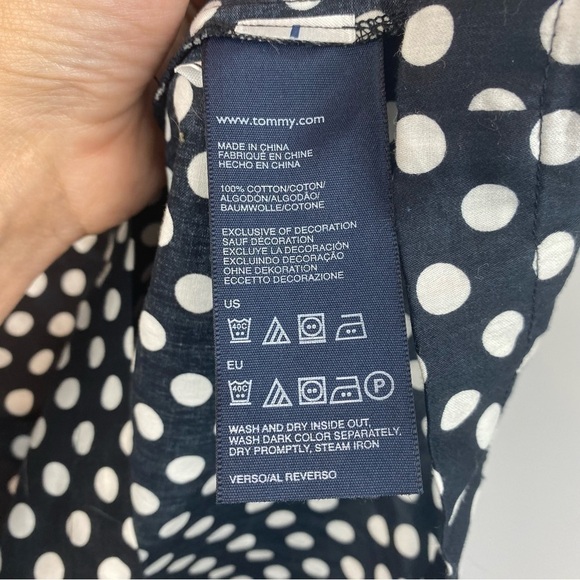 www.tommy.com
MADE IN CHINA
FABRIQUÉ EN CHINE
HECHO EN CHINA
100% COTTON/COTON/
ALGODÓN/ALGODÃO/
BAUMWOLLE/COTONE
EXCLUSIVE OF DECORATION
SAUF DÉCORATION
EXCLUYE LA DECORACIÓN
EXCLUINDO DECORAÇÃO
OHNE DEKORATION
ECCETTO DECORAZIONE
US
40C
EU
40C P
WASH AND DRY INSIDE OUT,
WASH DARK COLOR SEPARATELY,
DRY PROMPTLY, STEAM IRON
VERSO/AL REVERSO